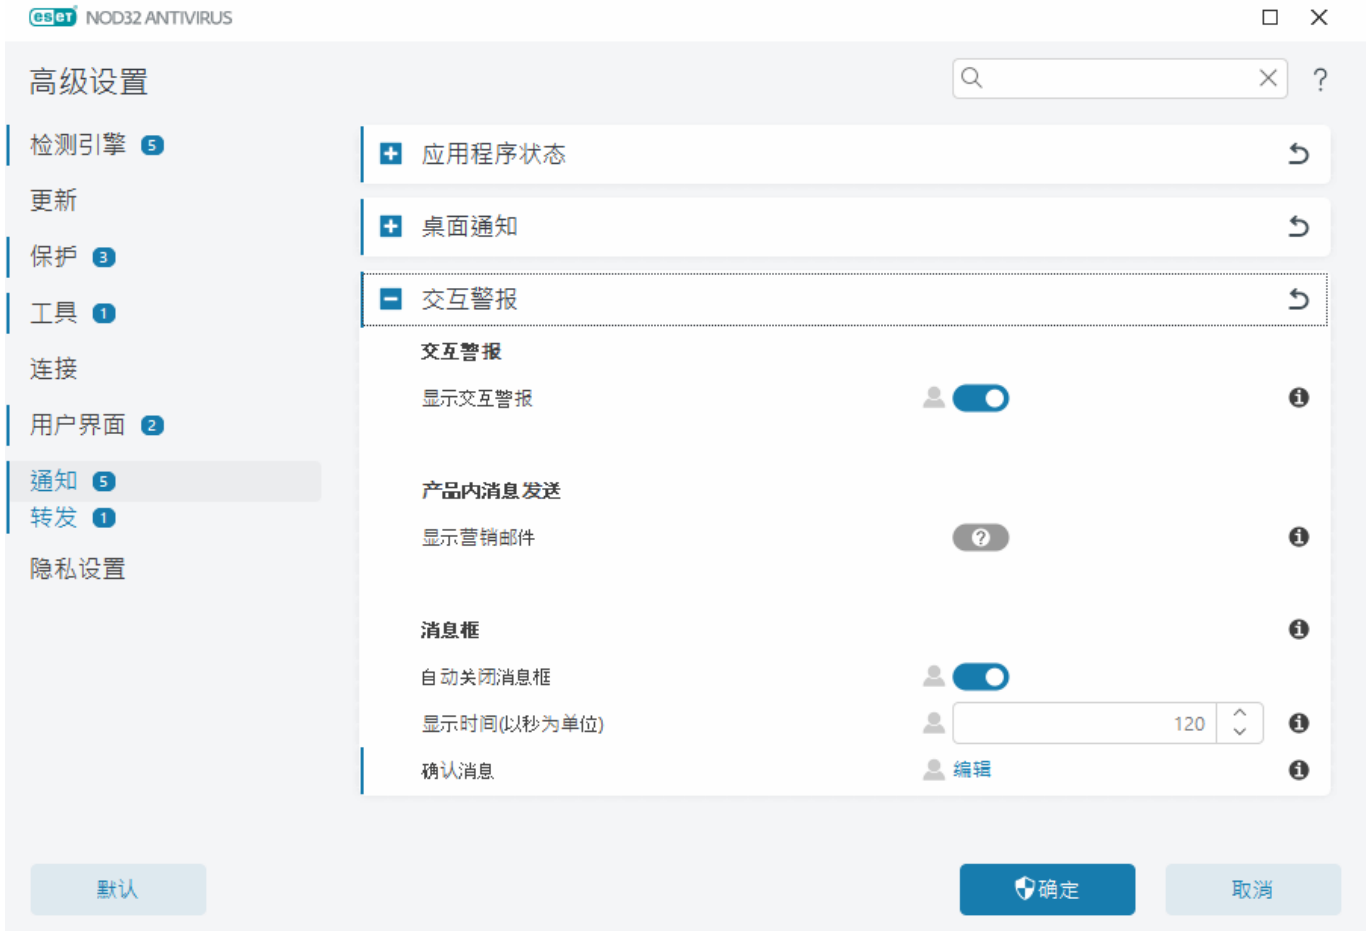 eset NOD32 ANTIVIRUS
高级设置
?
检测引擎 5
更新
保护 3
工具 1
连接
用户界面 2
通知 5
转发 1
隐私设置
应用程序状态
桌面通知
交互警报
交互警报
显示交互警报
产品内消息发送
显示营销邮件 ?
消息框
自动关闭消息框
显示时间(以秒为单位) 120
确认消息 编辑
默认
确定
取消